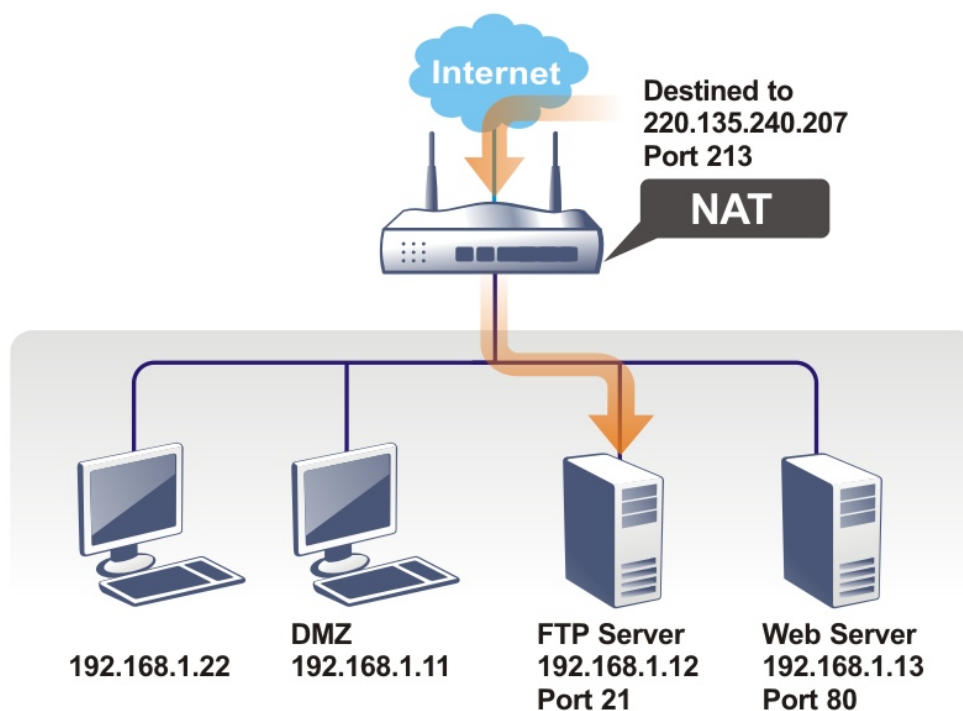 Internet
Destined to
220.135.240.207
Port 213
NAT
192.168.1.22
DMZ
192.168.1.11
FTP Server
192.168.1.12
Port 21
Web Server
192.168.1.13
Port 80